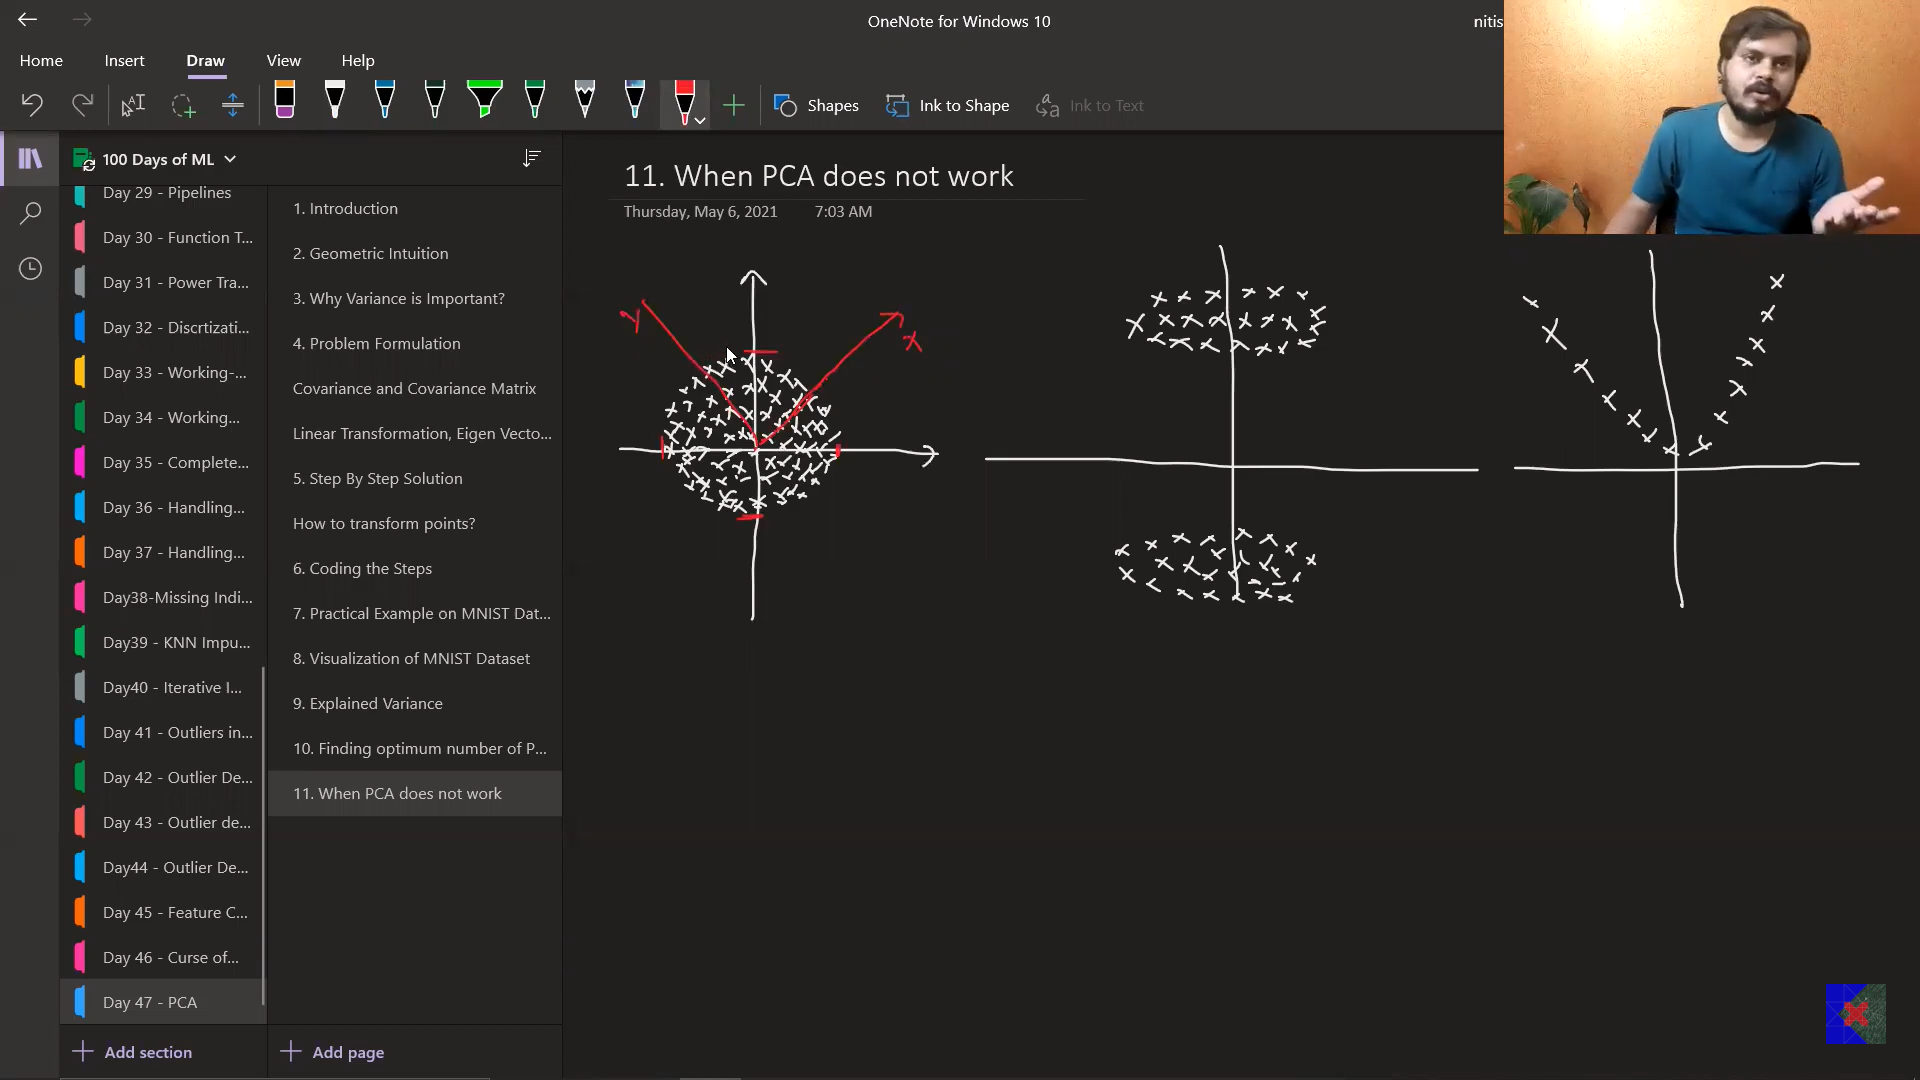 OneNote for Windows 10
nitis
Home Insert Draw View Help
Shapes Ink to Shape Ink to Text
100 Days of ML
Day 29 - Pipelines
Day 30 - Function T...
Day 31 - Power Tra...
Day 32 - Discrtizati...
Day 33 - Working-...
Day 34 - Working...
Day 35 - Complete...
Day 36 - Handling...
Day 37 - Handling...
Day38-Missing Indi...
Day39 - KNN Impu...
Day40 - Iterative I...
Day 41 - Outliers in...
Day 42 - Outlier De...
Day 43 - Outlier de...
Day44 - Outlier De...
Day 45 - Feature C...
Day 46 - Curse of...
Day 47 - PCA
Add section
1. Introduction
2. Geometric Intuition
3. Why Variance is Important?
4. Problem Formulation
Covariance and Covariance Matrix
Linear Transformation, Eigen Vecto...
5. Step By Step Solution
How to transform points?
6. Coding the Steps
7. Practical Example on MNIST Dat...
8. Visualization of MNIST Dataset
9. Explained Variance
10. Finding optimum number of P...
11. When PCA does not work
Add page
11. When PCA does not work
Thursday, May 6, 2021 7:03 AM
y
x